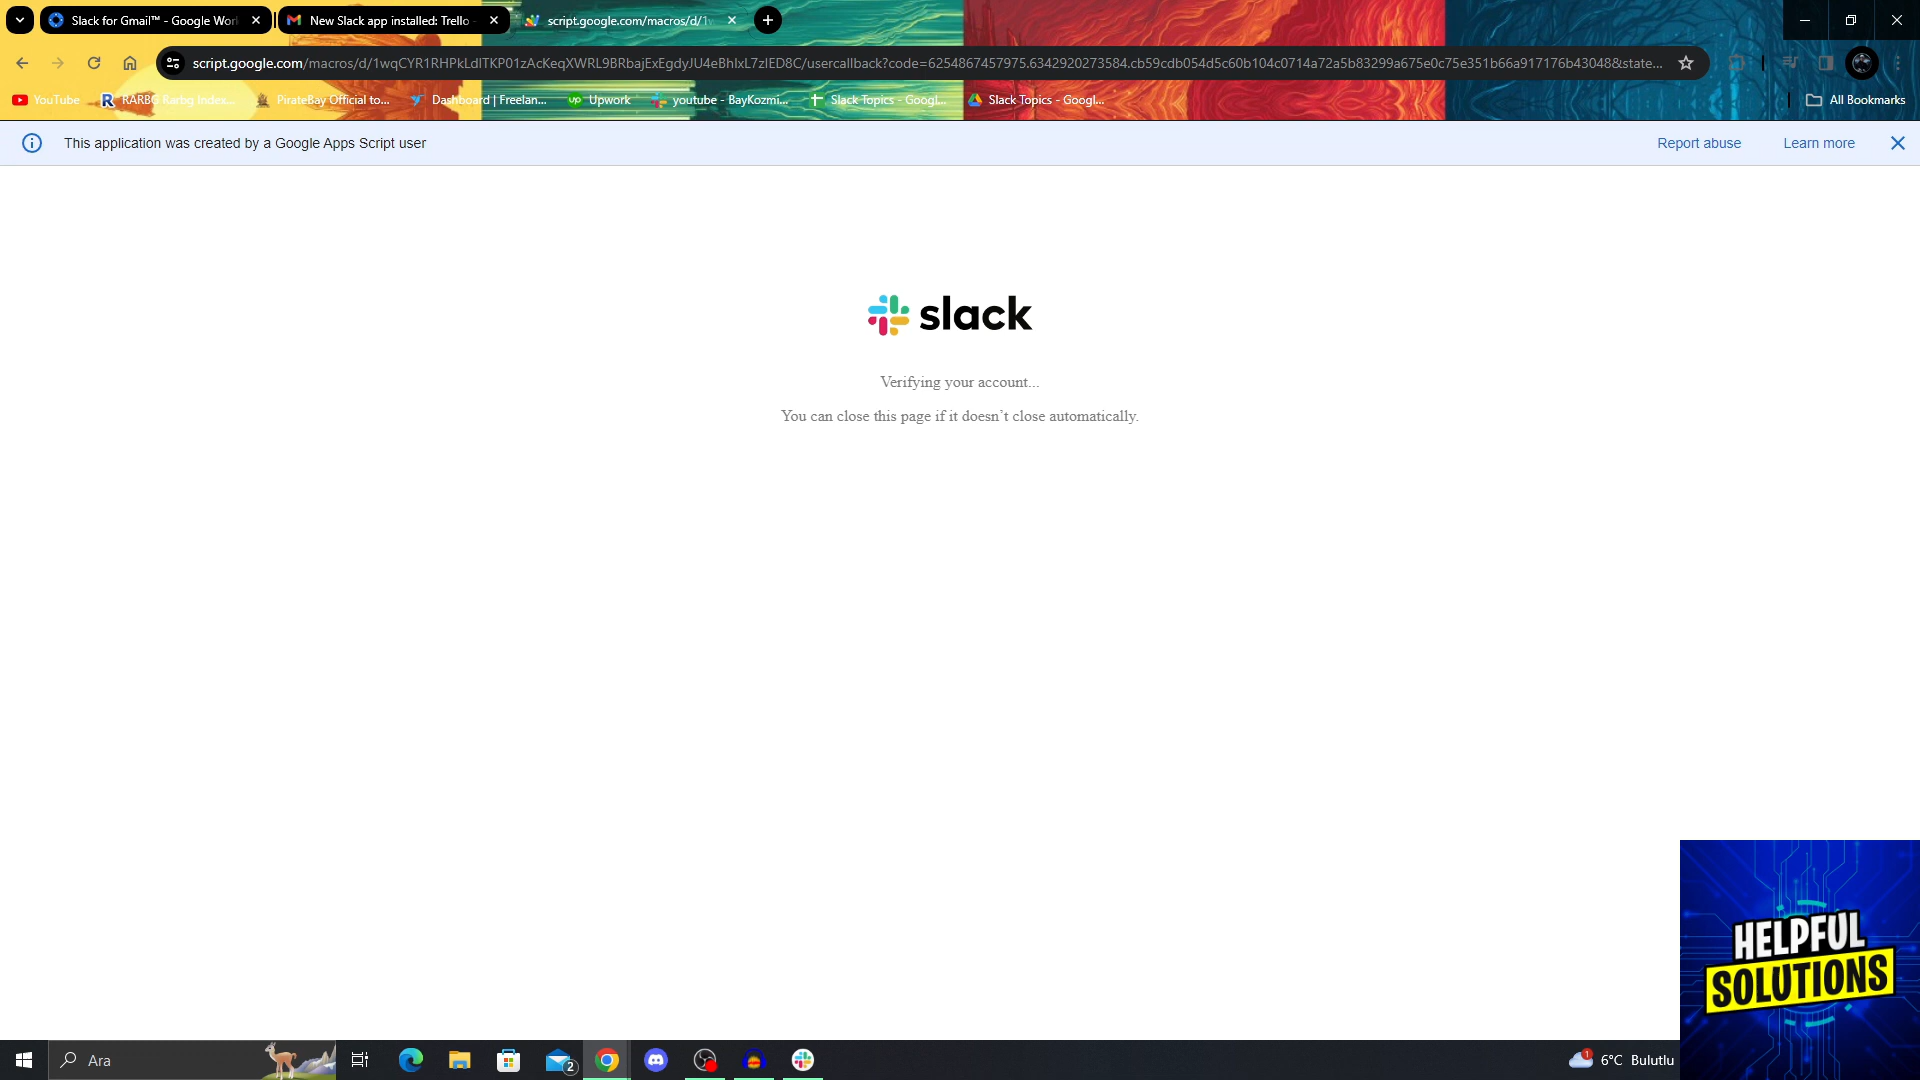 Slack for Gmail™ - Google Wor
New Slack app installed: Trello
script.google.com/macros/d/1w
script.google.com/macros/d/1wqCYR1RHPkLdITKP01zAcKeqXWRL9BRbajExEgdyJU4eBhlxL7zIED8C/usercallback?code=6254867457975.6342920273584.cb59cdb054d5c60b104c0714a72a5b83299a675e0c75e351b66a917176b43048&state...
YouTube
RARBG Rarbg Index...
PirateBay Official to...
Dashboard | Freelan...
Upwork
youtube - BayKozmi...
Slack Topics - Googl...
Slack Topics - Googl...
All Bookmarks
This application was created by a Google Apps Script user
Report abuse
Learn more
slack
Verifying your account...
You can close this page if it doesn’t close automatically.
HELPFUL
SOLUTIONS
Ara
2
1
6°C Bulutlu